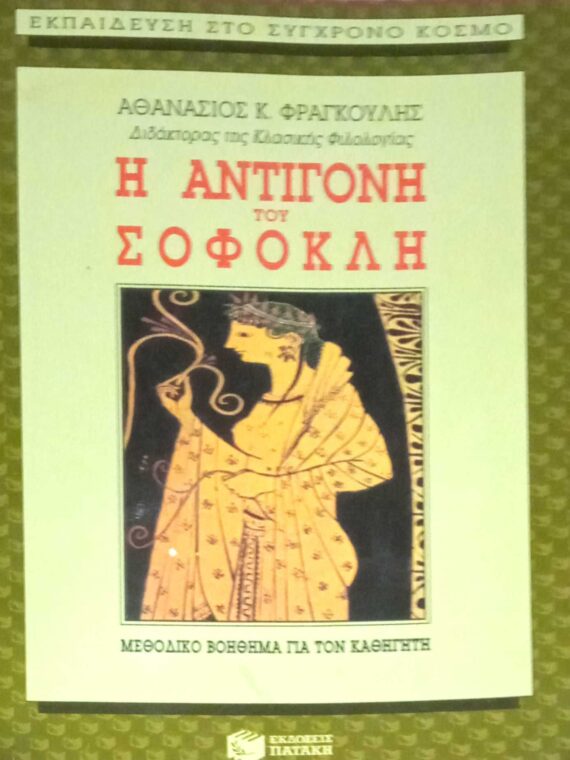 ΕΚΠΑΙΔΕΥΣΗ ΣΤΟ ΣΥΓΧΡΟΝΟ ΚΟΣΜΟ
ΑΘΑΝΑΣΙΟΣ Κ. ΦΡΑΓΚΟΥΛΗΣ
Διδάκτορας της Κλασικής Φιλολογίας
Η ΑΝΤΙΓΟΝΗ
ΤΟΥ
ΣΟΦΟΚΛΗ
ΜΕΘΟΔΙΚΟ ΒΟΗΘΗΜΑ ΓΙΑ ΤΟΝ ΚΑΘΗΓΗΤΗ
ΕΚΔΟΣΕΙΣ
ΠΑΤΑΚΗ